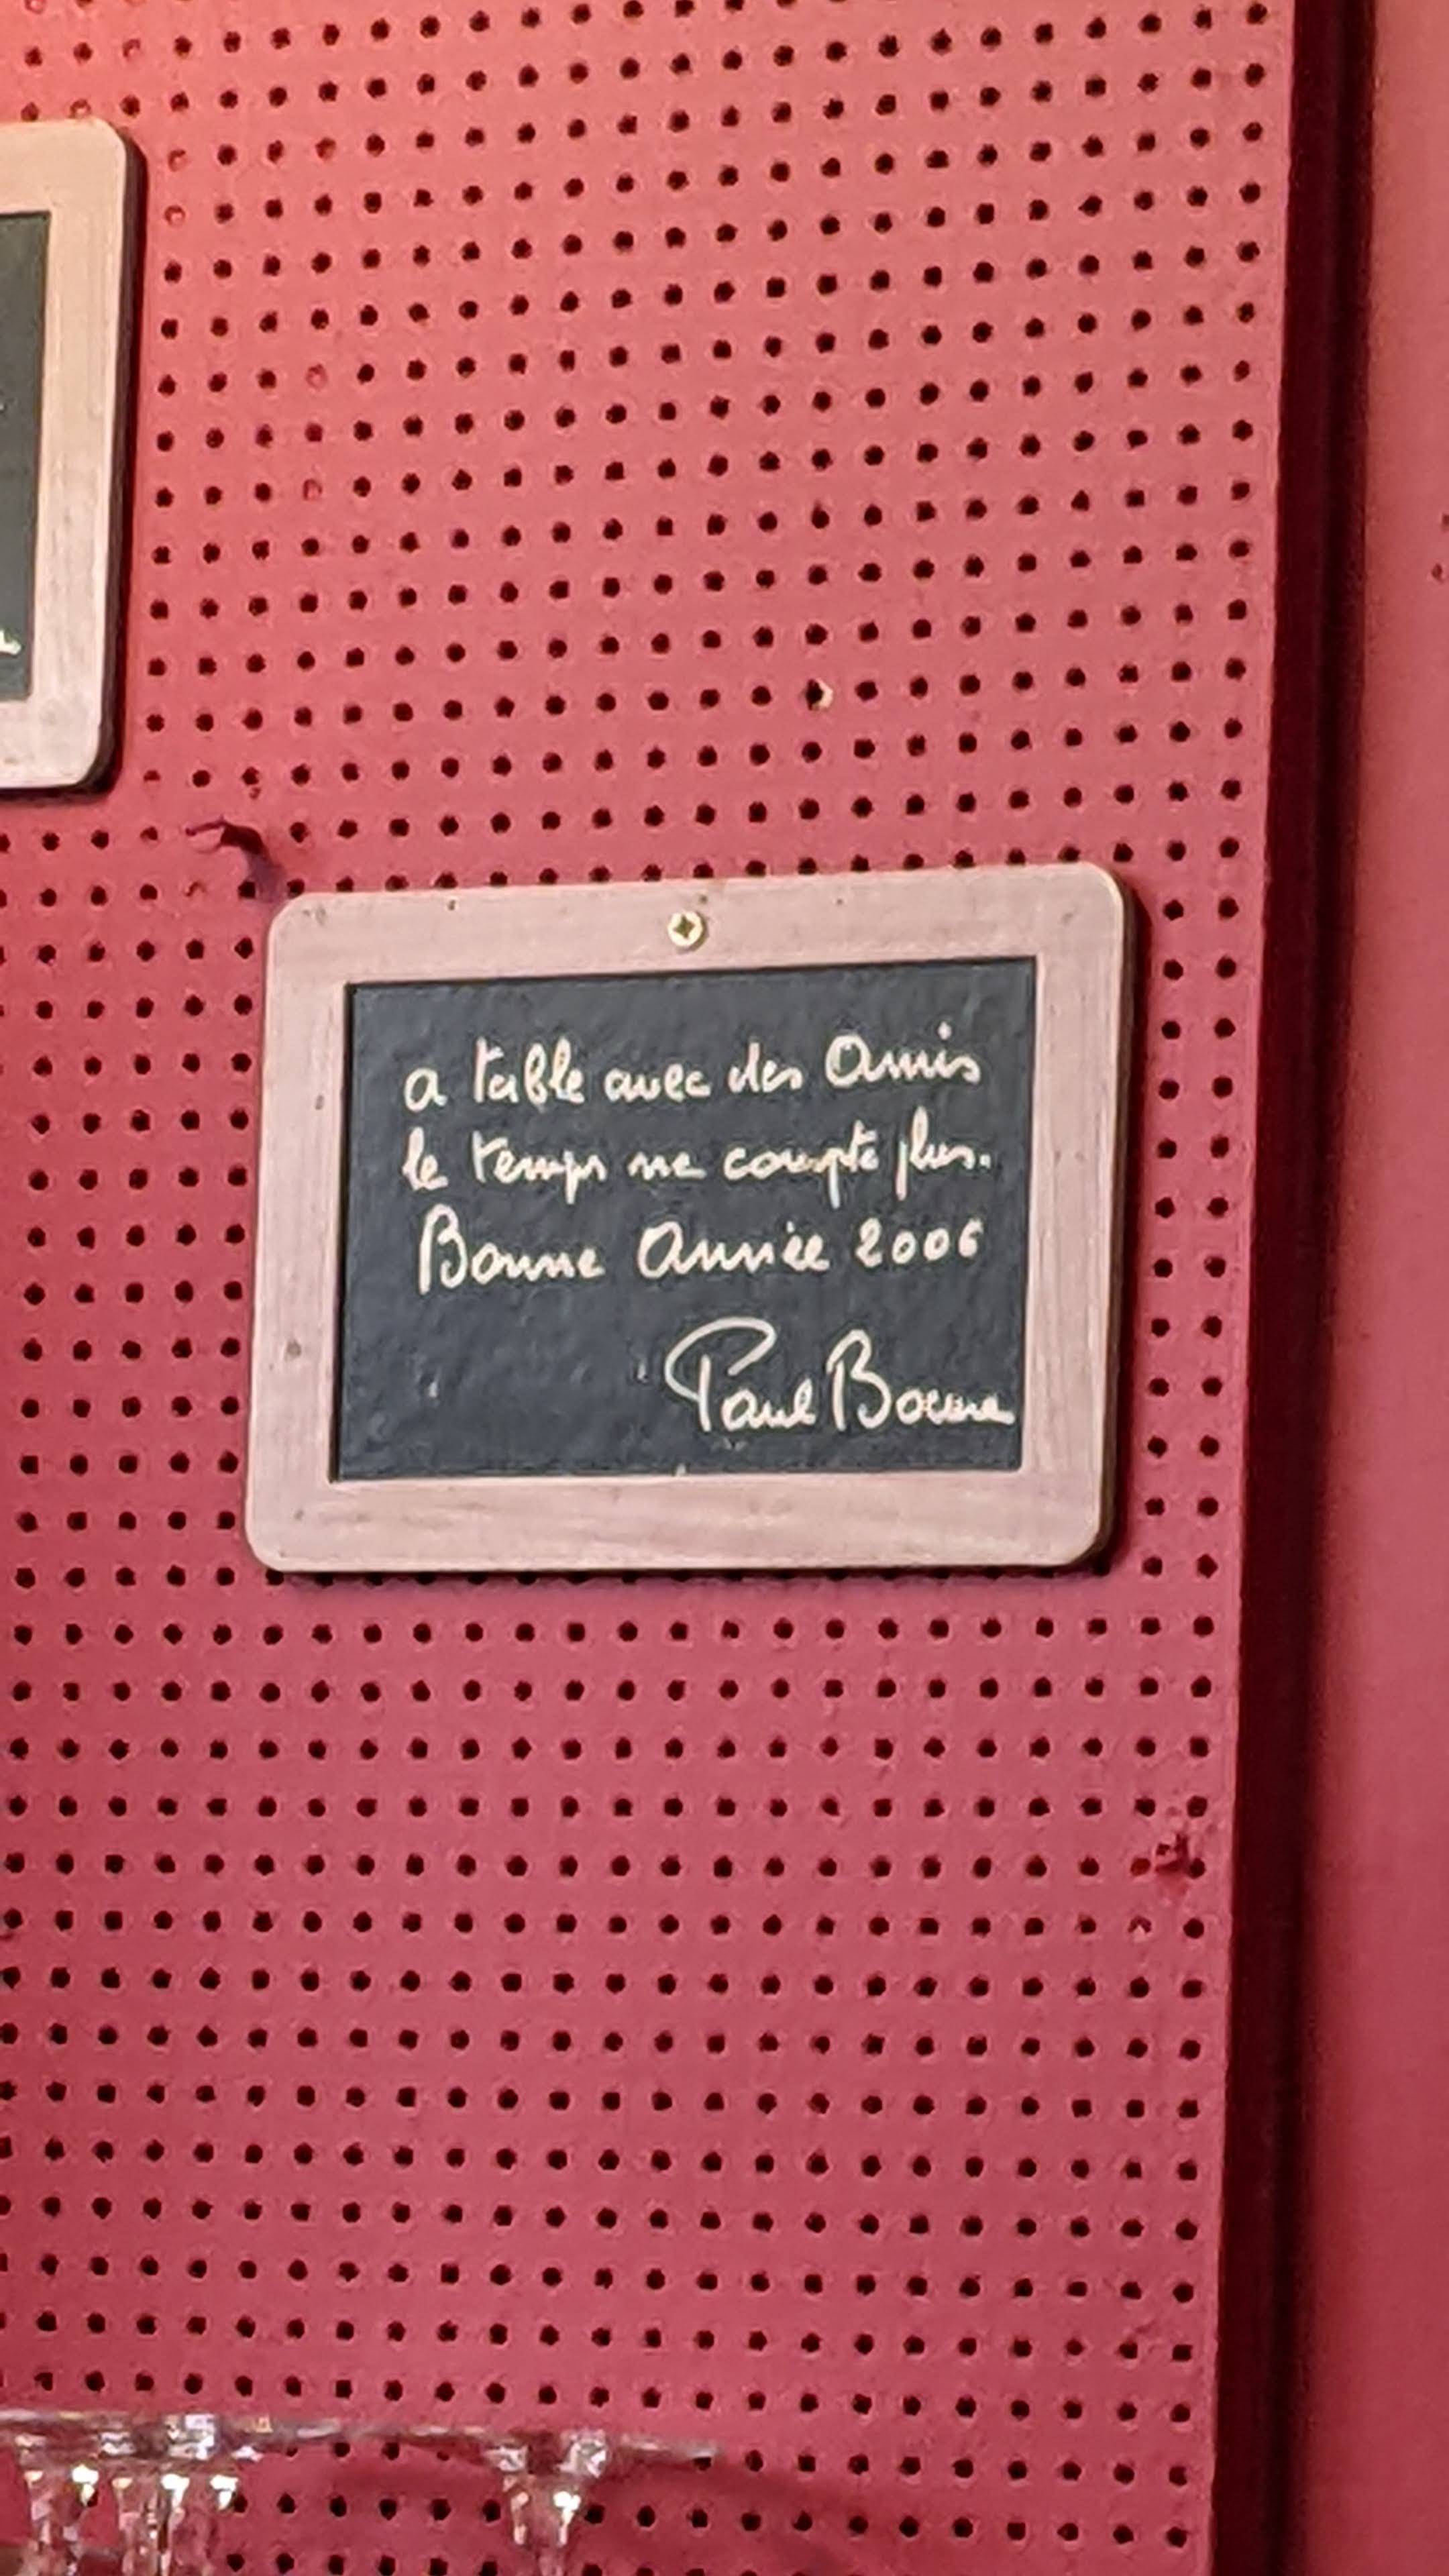 a table avec des Amis
le temps ne compte plus.
Bonne Année 2006
Paul Bocuse